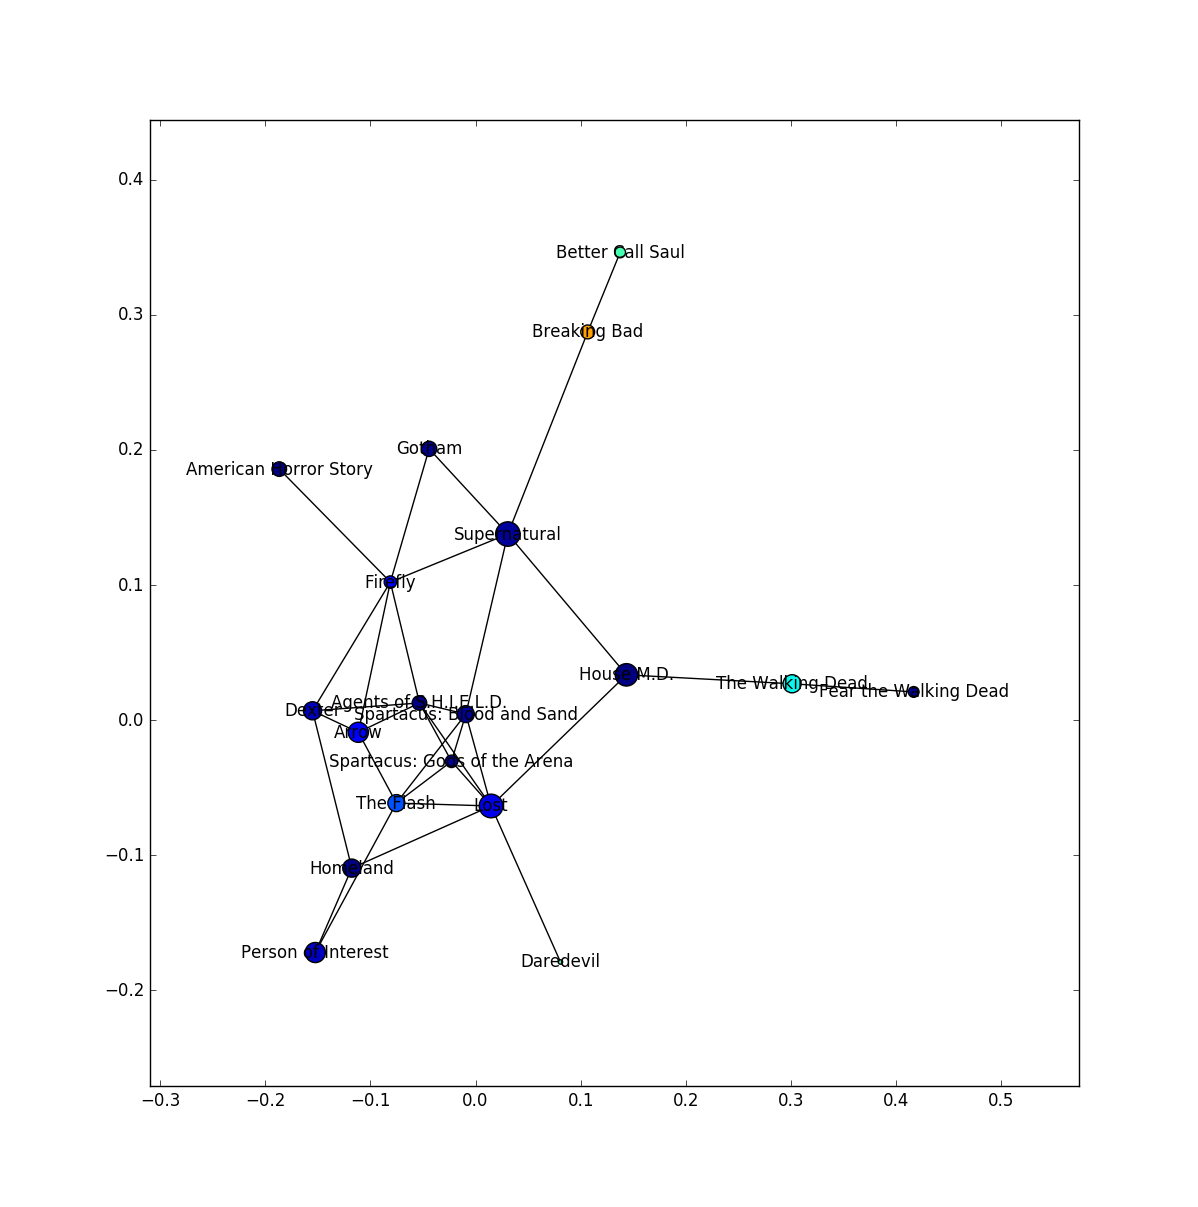 0.4
Better Call Saul
0.3
Breaking Bad
0.2
Gotham
American Horror Story
Supernatural
0.1
Firefly
House M.D.
The Walking Dead
Fear the Walking Dead
Agents of S.H.I.E.L.D.
Dexter
Spartacus: Blood and Sand
0.0
Arrow
Spartacus: Gods of the Arena
The Flash
Lost
−0.1
Homeland
Person of Interest
Daredevil
−0.2
−0.3 −0.2 −0.1 0.0 0.1 0.2 0.3 0.4 0.5